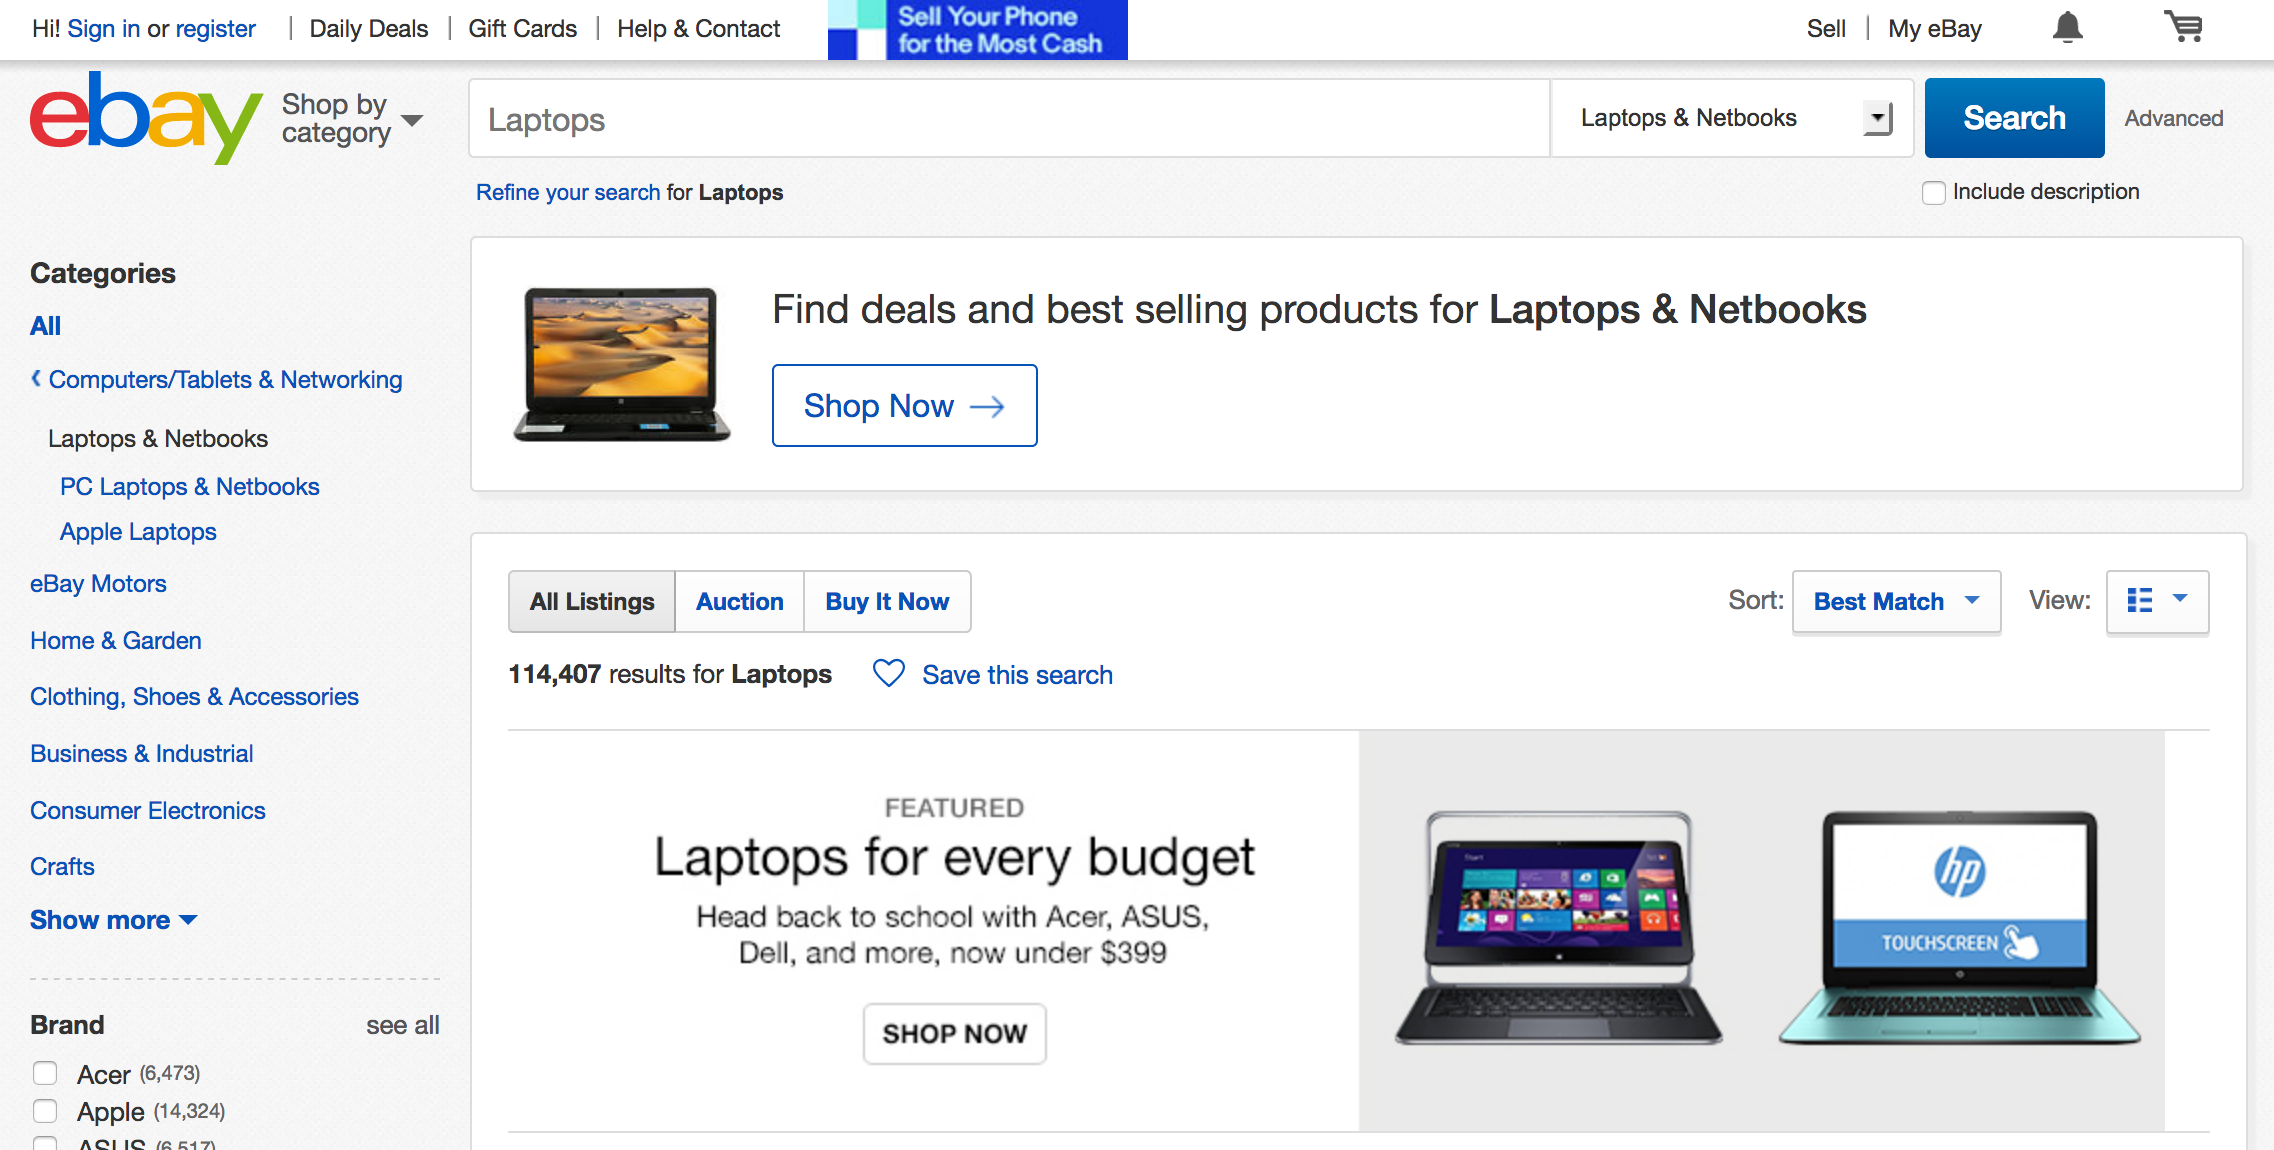 Hi! Sign in or register | Daily Deals | Gift Cards | Help & Contact
Sell Your Phone
for the Most Cash
Sell | My eBay
ebay
Shop by
category
Laptops
Laptops & Netbooks
Search
Advanced
Refine your search for Laptops
Include description
Categories
All
Computers/Tablets & Networking
Laptops & Netbooks
PC Laptops & Netbooks
Apple Laptops
eBay Motors
Home & Garden
Clothing, Shoes & Accessories
Business & Industrial
Consumer Electronics
Crafts
Show more
Brand see all
Acer (6,473)
Apple (14,324)
ASUS (6,517)
Find deals and best selling products for Laptops & Netbooks
Shop Now
All Listings Auction Buy It Now
Sort: Best Match View:
114,407 results for Laptops Save this search
FEATURED
Laptops for every budget
Head back to school with Acer, ASUS,
Dell, and more, now under $399
SHOP NOW
Start
hp
TOUCHSCREEN